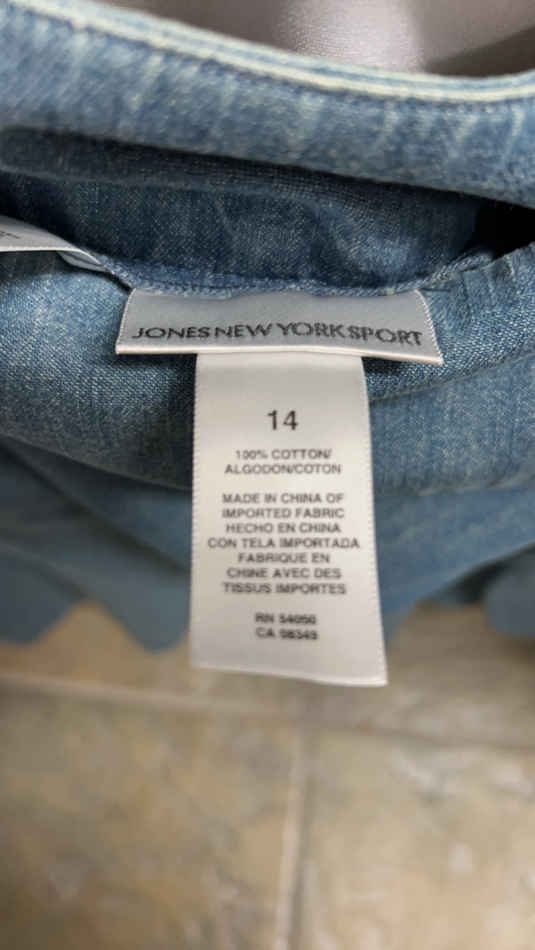 JONES NEW YORK SPORT
14
100% COTTON/
ALGODON/COTON
MADE IN CHINA OF
IMPORTED FABRIC
HECHO EN CHINA
CON TELA IMPORTADA
FABRIQUE EN
CHINE AVEC DES
TISSUS IMPORTES
RN 54050
CA 08345